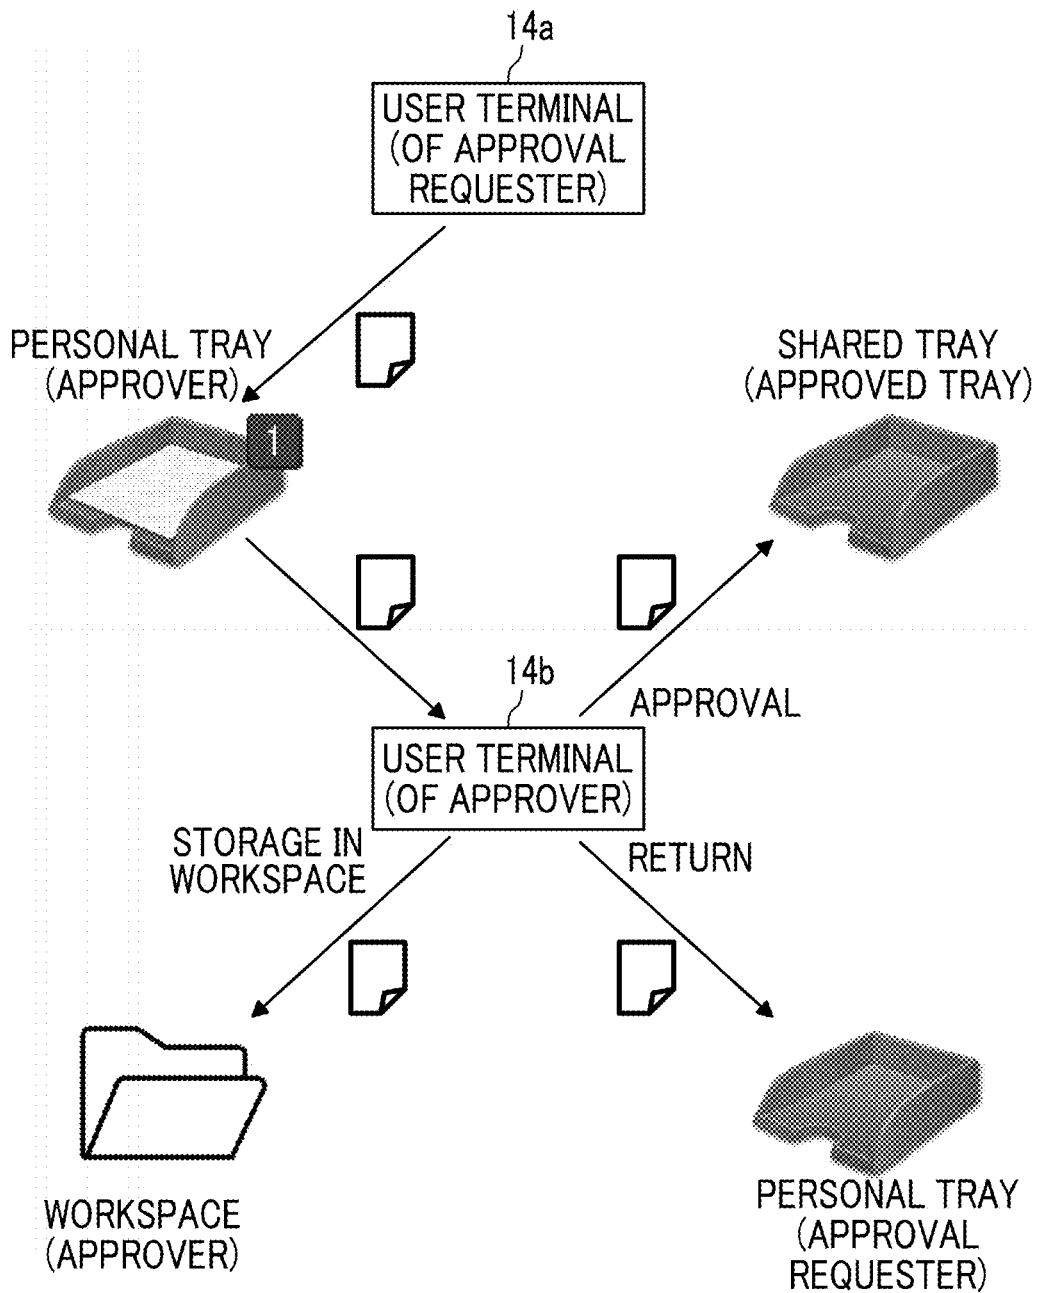 14a
USER TERMINAL
(OF APPROVAL
REQUESTER)
PERSONAL TRAY
(APPROVER)
1
SHARED TRAY
(APPROVED TRAY)
14b
APPROVAL
USER TERMINAL
(OF APPROVER)
STORAGE IN
WORKSPACE
RETURN
WORKSPACE
(APPROVER)
PERSONAL TRAY
(APPROVAL
REQUESTER)